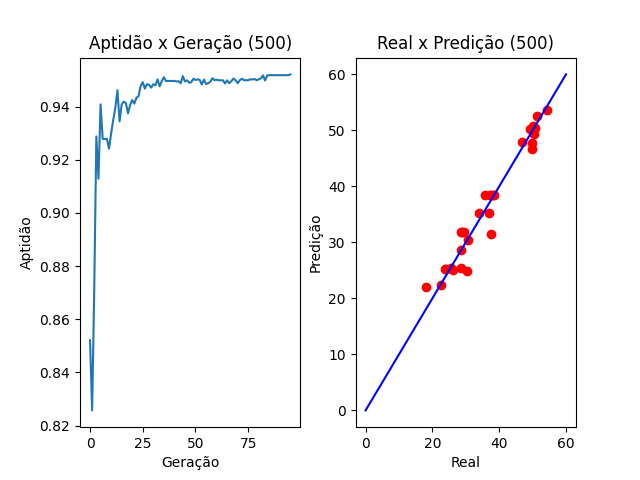 Aptidão x Geração (500)
Aptidão
0.94
0.92
0.90
0.88
0.86
0.84
0.82
0 25 50 75
Geração
Real x Predição (500)
Predição
60
50
40
30
20
10
0
0 20 40 60
Real